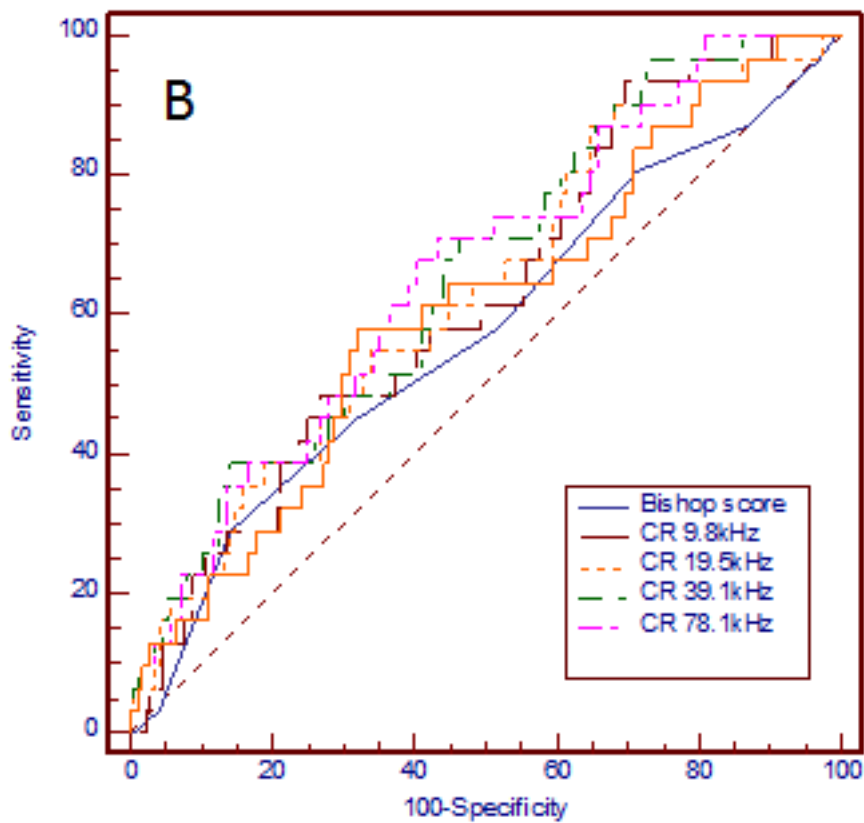 B
100
80
60
40
20
0
Sensitivity
0 20 40 60 80 100
100-Specificity
Bishop score
CR 9.8kHz
CR 19.5kHz
CR 39.1kHz
CR 78.1kHz